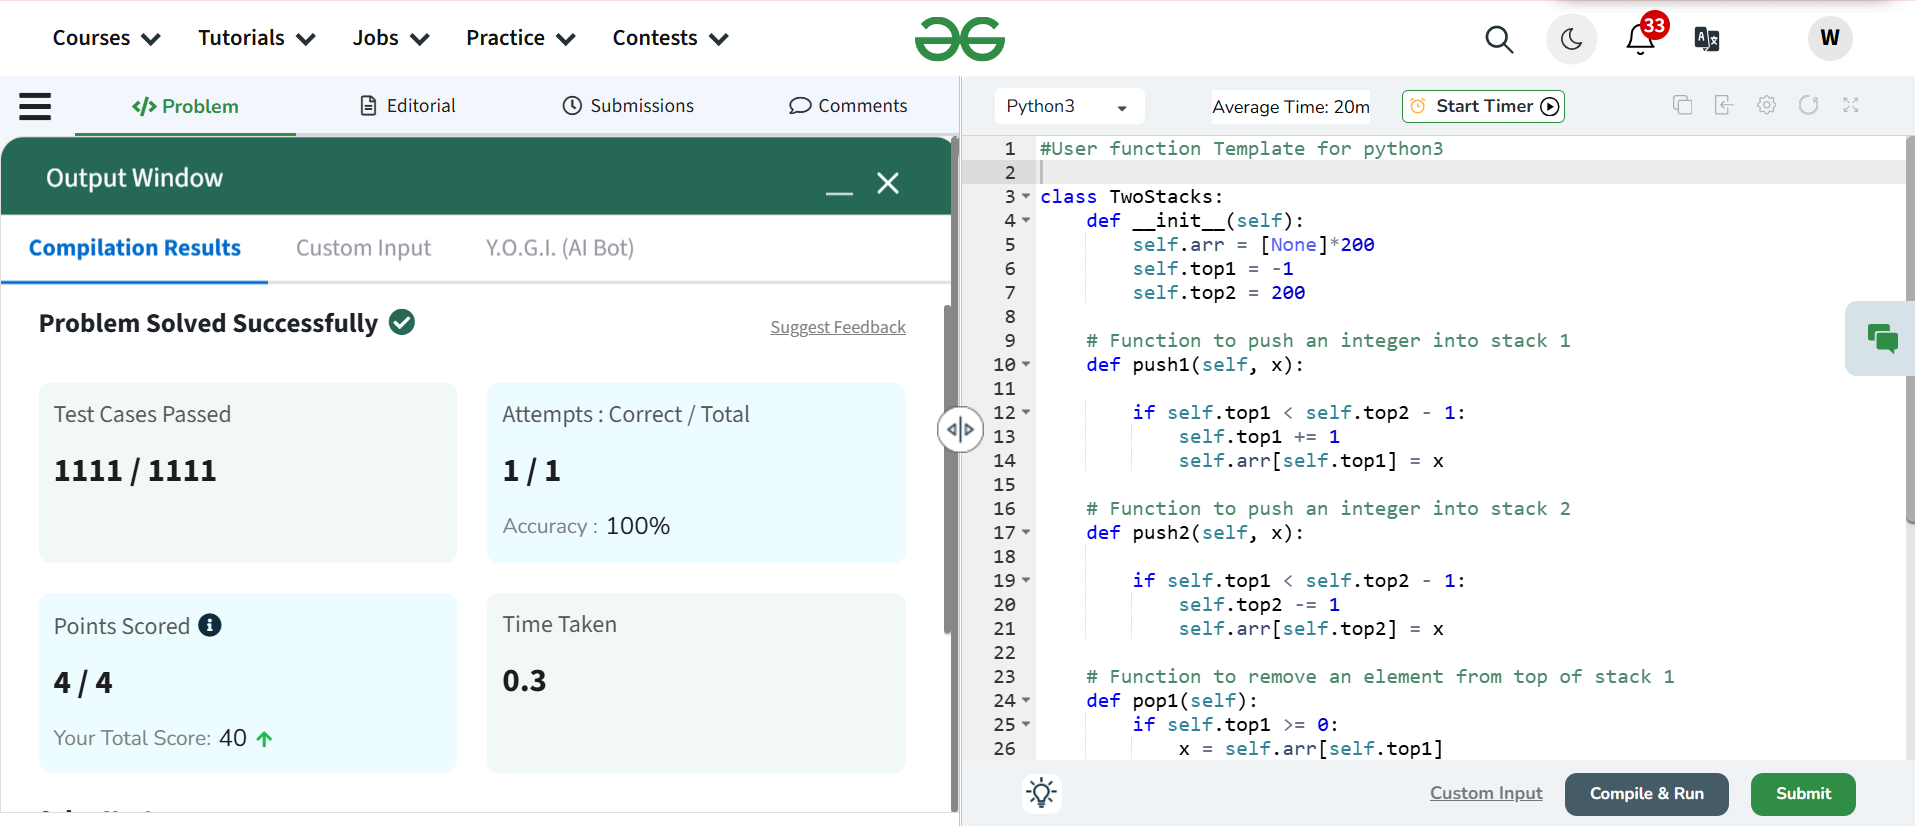 Courses Tutorials Jobs Practice Contests 33 W
Problem Editorial Submissions Comments
Output Window
Compilation Results Custom Input Y.O.G.I. (AI Bot)
Problem Solved Successfully
Suggest Feedback
Test Cases Passed
1111 / 1111
Attempts : Correct / Total
1 / 1
Accuracy : 100%
Points Scored
4 / 4
Your Total Score: 40
Time Taken
0.3
Python3 Average Time: 20m Start Timer
1 #User function Template for python3
2
3 class TwoStacks:
4 def __init__(self):
5 self.arr = [None]*200
6 self.top1 = -1
7 self.top2 = 200
8
9 # Function to push an integer into stack 1
10 def push1(self, x):
11
12 if self.top1 < self.top2 - 1:
13 self.top1 += 1
14 self.arr[self.top1] = x
15
16 # Function to push an integer into stack 2
17 def push2(self, x):
18
19 if self.top1 < self.top2 - 1:
20 self.top2 -= 1
21 self.arr[self.top2] = x
22
23 # Function to remove an element from top of stack 1
24 def pop1(self):
25 if self.top1 >= 0:
26 x = self.arr[self.top1]
Custom Input Compile & Run Submit